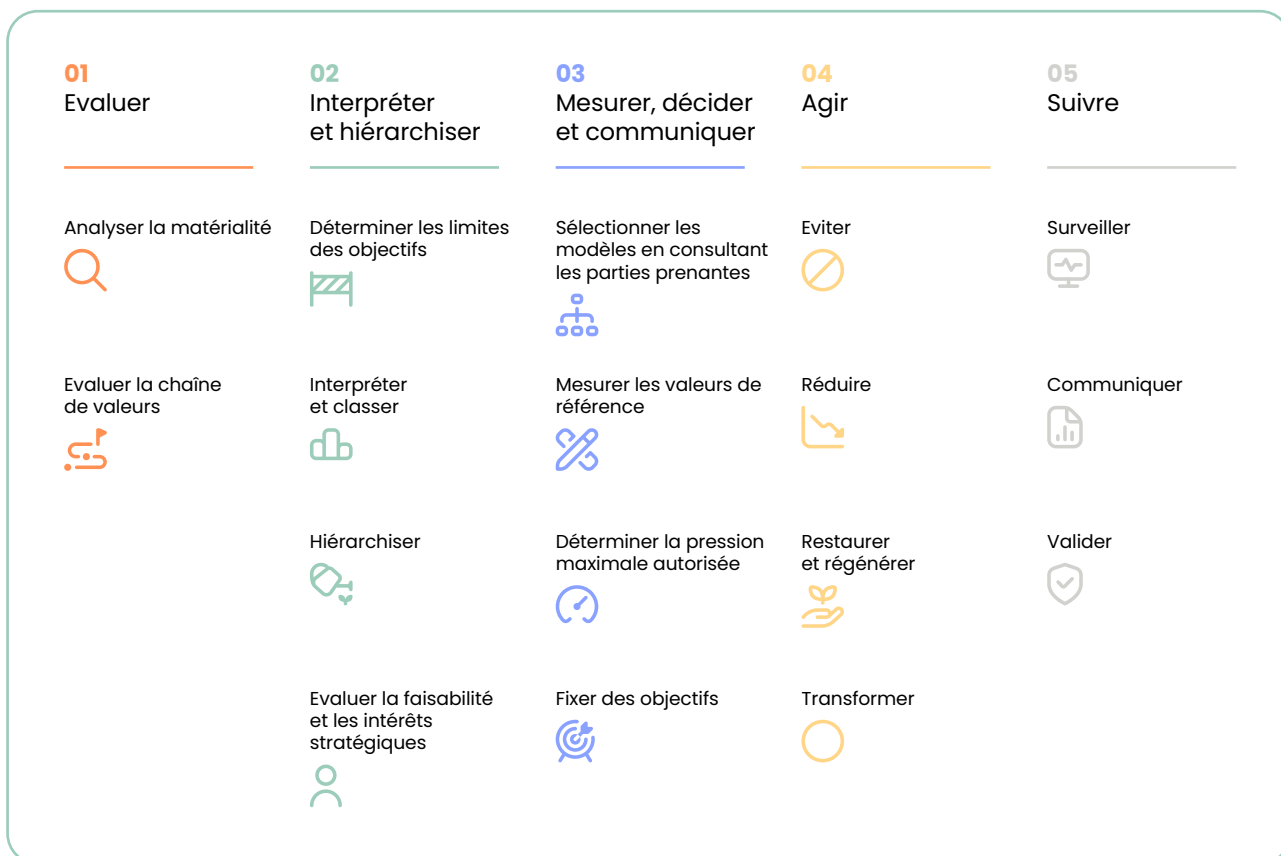 01
Evaluer
Analyser la matérialité
Evaluer la chaîne
de valeurs
02
Interpréter
et hiérarchiser
Déterminer les limites
des objectifs
Interpréter
et classer
Hiérarchiser
Evaluer la faisabilité
et les intérêts
stratégiques
03
Mesurer, décider
et communiquer
Sélectionner les
modèles en consultant
les parties prenantes
Mesurer les valeurs de
référence
Déterminer la pression
maximale autorisée
Fixer des objectifs
04
Agir
Eviter
Réduire
Restaurer
et régénérer
Transformer
05
Suivre
Surveiller
Communiquer
Valider